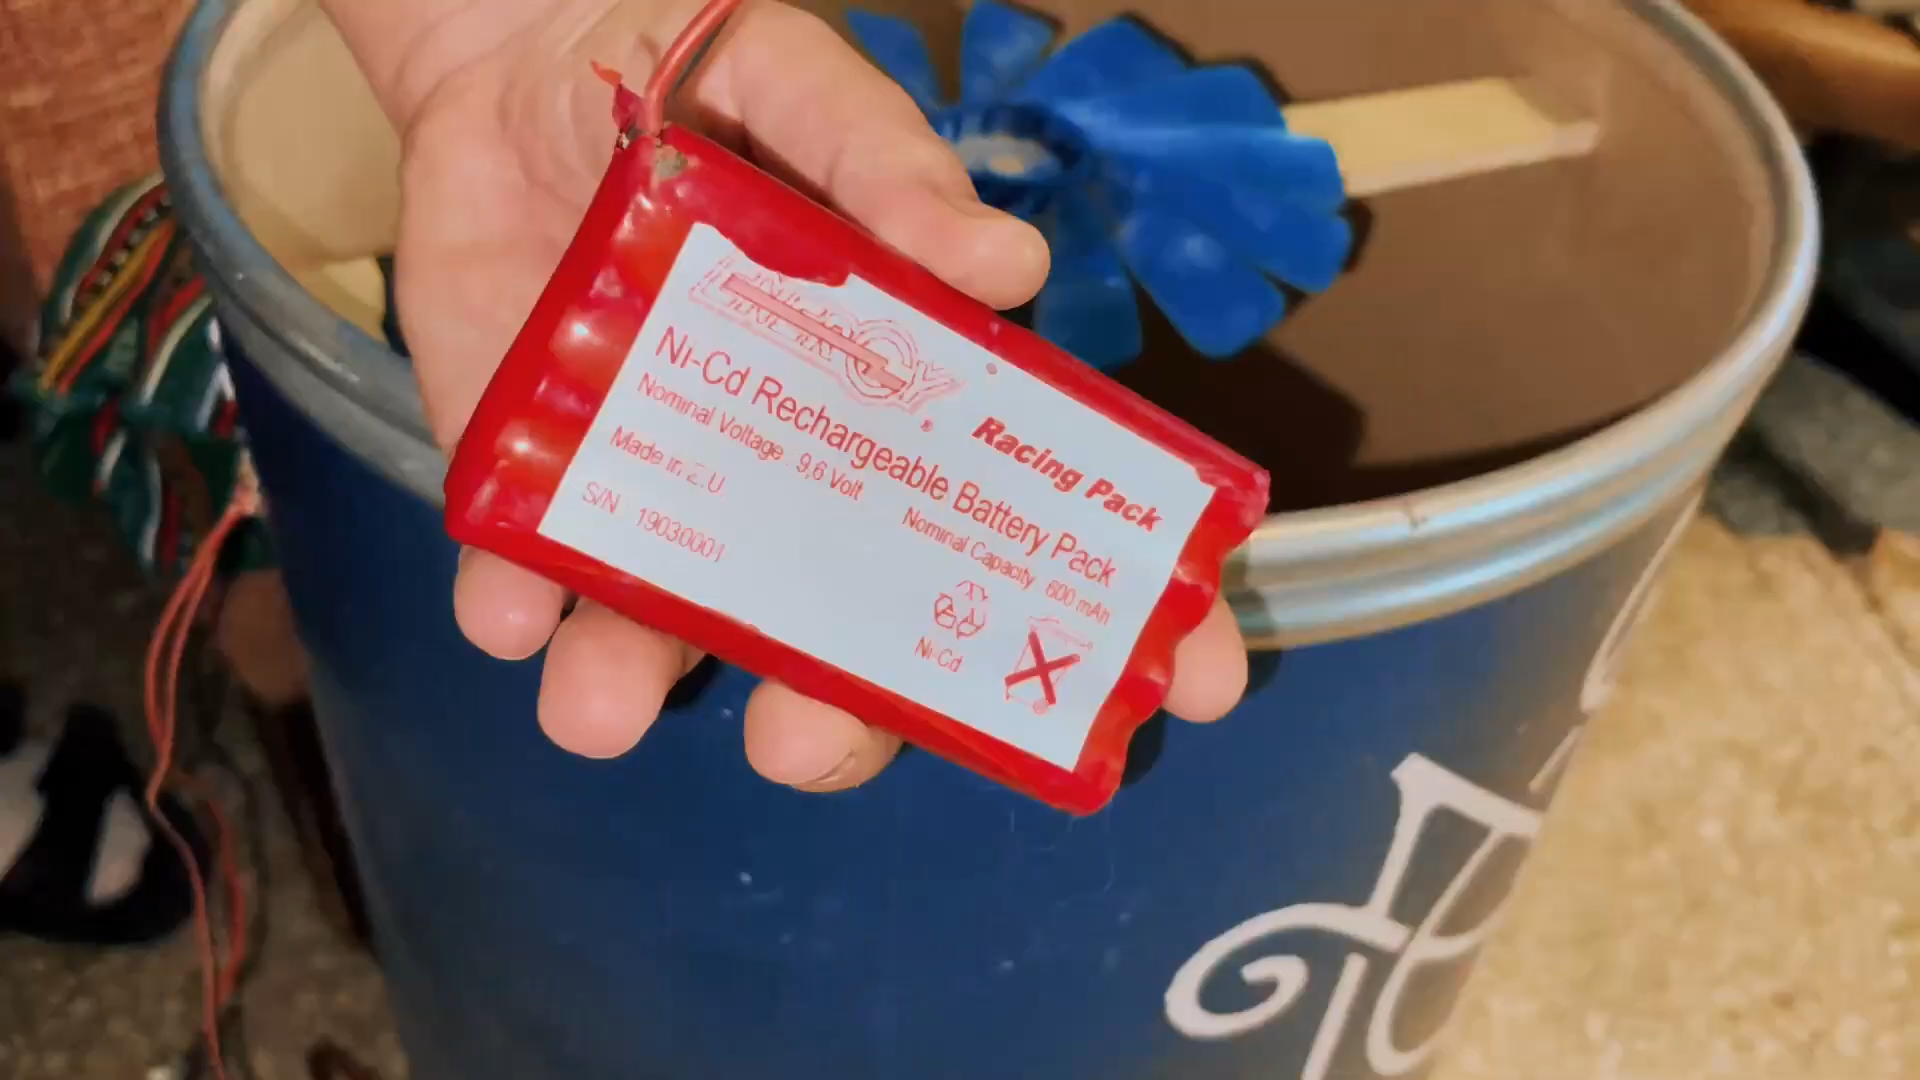 ENERGY
Racing Pack
Ni-Cd Rechargeable Battery Pack
Nominal Voltage : 9,6 Volt
Nominal Capacity 600 mAh
Made in E.U
S/N 19030001
Ni-Cd